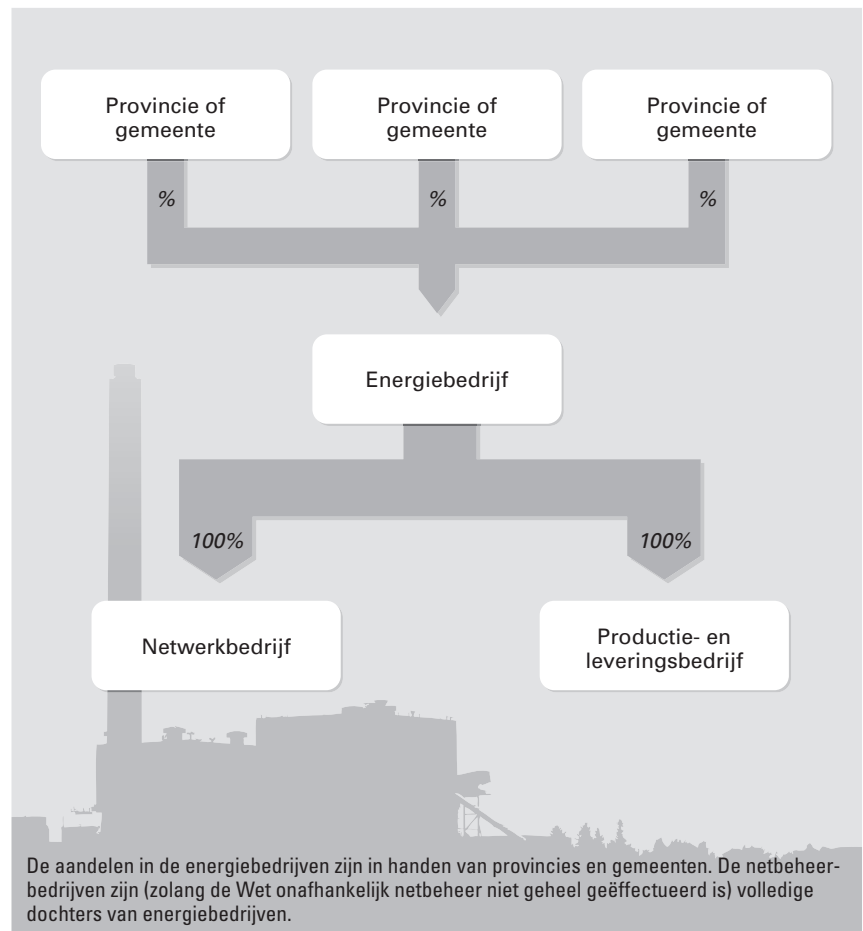 Provincie of
gemeente
Provincie of
gemeente
Provincie of
gemeente
%
%
%
Energiebedrijf
100%
100%
Netwerkbedrijf
Productie- en
leveringsbedrijf
De aandelen in de energiebedrijven zijn in handen van provincies en gemeenten. De netbeheer-
bedrijven zijn (zolang de Wet onafhankelijk netbeheer niet geheel geëffectueerd is) volledige
dochters van energiebedrijven.